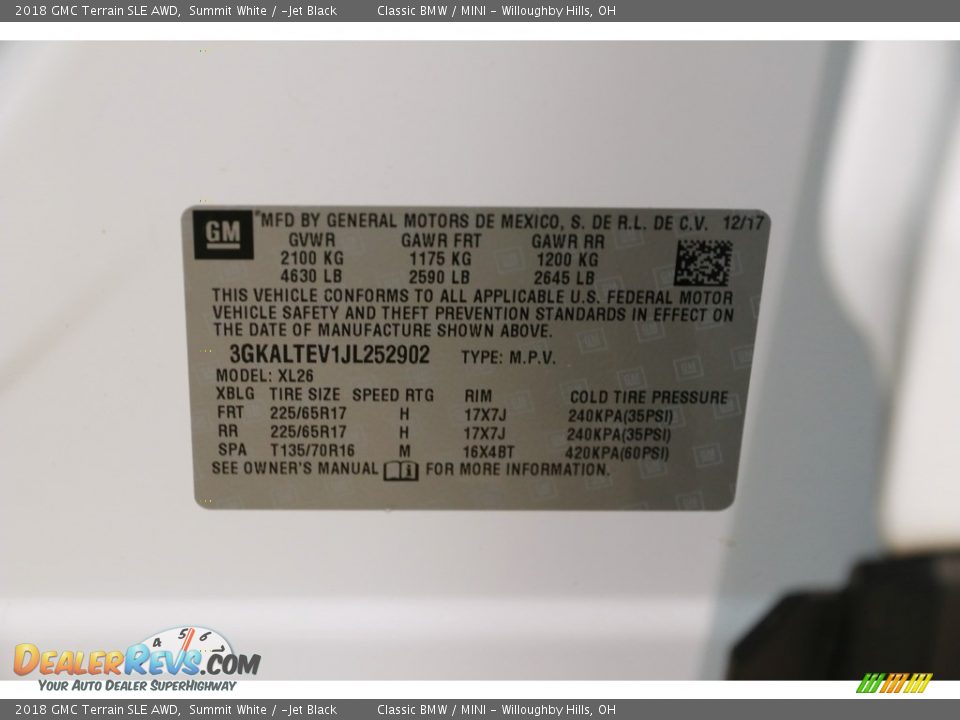 2018 GMC Terrain SLE AWD, Summit White / -Jet Black Classic BMW / MINI - Willoughby Hills, OH
GM MFD BY GENERAL MOTORS DE MEXICO, S. DE R.L. DE C.V. 12/17
GVWR GAWR FRT GAWR RR
2100 KG 1175 KG 1200 KG
4630 LB 2590 LB 2645 LB
THIS VEHICLE CONFORMS TO ALL APPLICABLE U.S. FEDERAL MOTOR
VEHICLE SAFETY AND THEFT PREVENTION STANDARDS IN EFFECT ON
THE DATE OF MANUFACTURE SHOWN ABOVE.
3GKALTEV1JL252902 TYPE: M.P.V.
MODEL: XL26
XBLG TIRE SIZE SPEED RTG RIM COLD TIRE PRESSURE
FRT 225/65R17 H 17X7J 240KPA(35PSI)
RR 225/65R17 H 17X7J 240KPA(35PSI)
SPA T135/70R16 M 16X4BT 420KPA(60PSI)
SEE OWNER'S MANUAL FOR MORE INFORMATION.
4 5 6
DEALERREVS.COM
YOUR AUTO DEALER SUPERHIGHWAY
2018 GMC Terrain SLE AWD, Summit White / -Jet Black Classic BMW / MINI - Willoughby Hills, OH